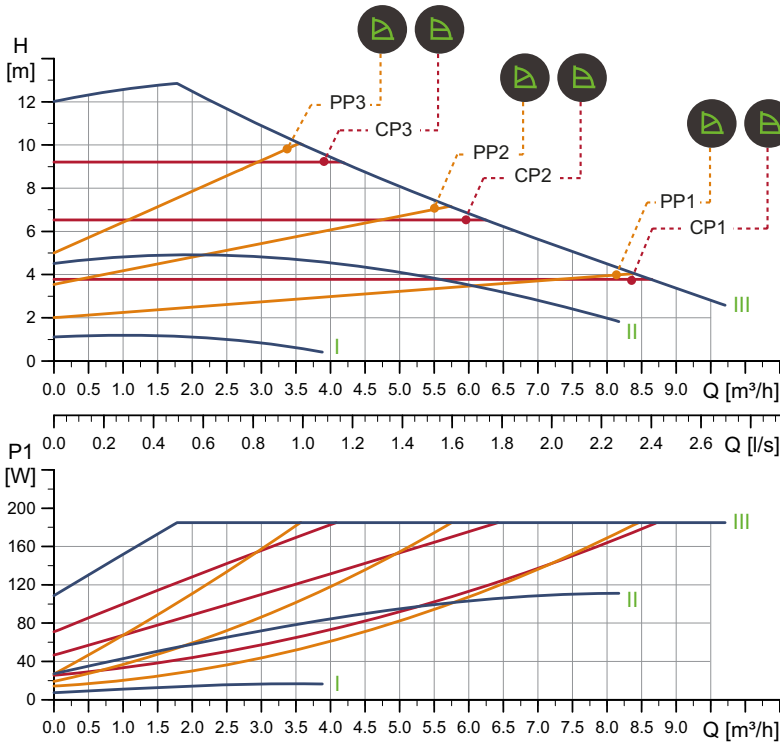 H
[m]
12
10
8
6
4
2
0
PP3
CP3
PP2
CP2
PP1
CP1
I
II
III
0.0 0.5 1.0 1.5 2.0 2.5 3.0 3.5 4.0 4.5 5.0 5.5 6.0 6.5 7.0 7.5 8.0 8.5 9.0 Q [m³/h]
0.0 0.2 0.4 0.6 0.8 1.0 1.2 1.4 1.6 1.8 2.0 2.2 2.4 2.6 Q [l/s]
P1
[W]
200
160
120
80
40
0
III
II
I
0.0 0.5 1.0 1.5 2.0 2.5 3.0 3.5 4.0 4.5 5.0 5.5 6.0 6.5 7.0 7.5 8.0 8.5 9.0 Q [m³/h]